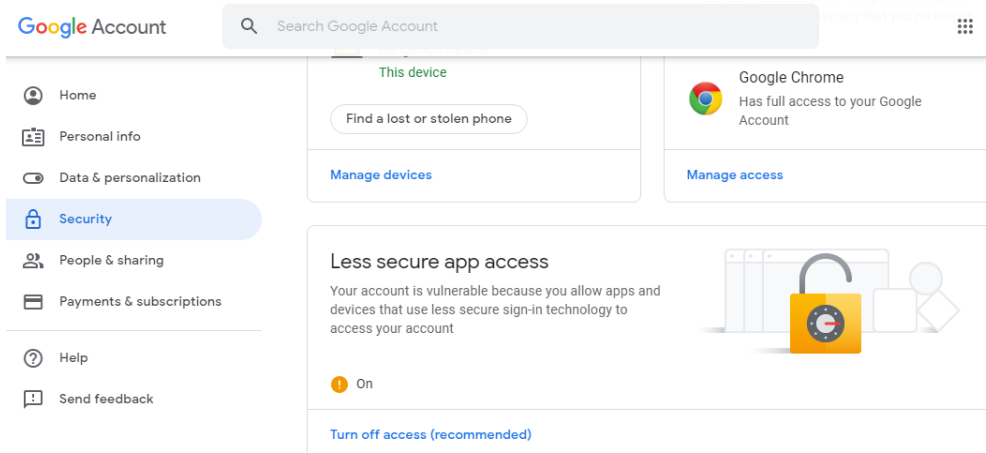 Google Account
Search Google Account
Home
Personal info
Data & personalization
Security
People & sharing
Payments & subscriptions
Help
Send feedback
This device
Find a lost or stolen phone
Manage devices
Google Chrome
Has full access to your Google
Account
Manage access
Less secure app access
Your account is vulnerable because you allow apps and
devices that use less secure sign-in technology to
access your account
On
Turn off access (recommended)